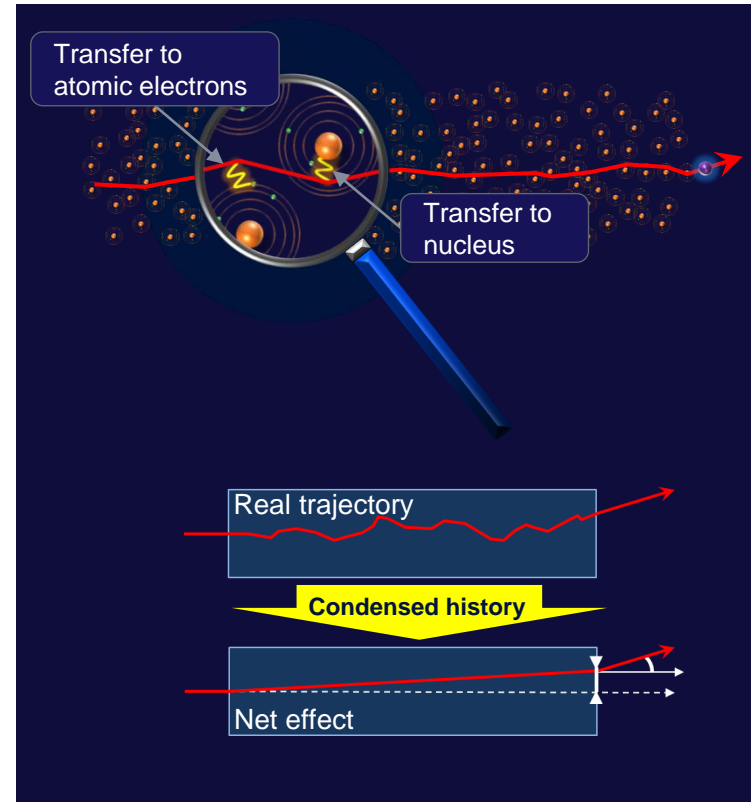 Transfer to
atomic electrons
Transfer to
nucleus
Real trajectory
Condensed history
Net effect